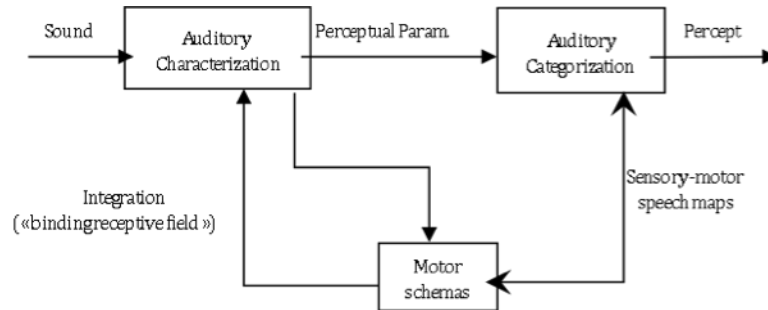 Sound
Auditory
Characterization
Perceptual Param.
Auditory
Categorization
Percept
Integration
(«bindingreceptive field »)
Sensory-motor
speech maps
Motor
schemas